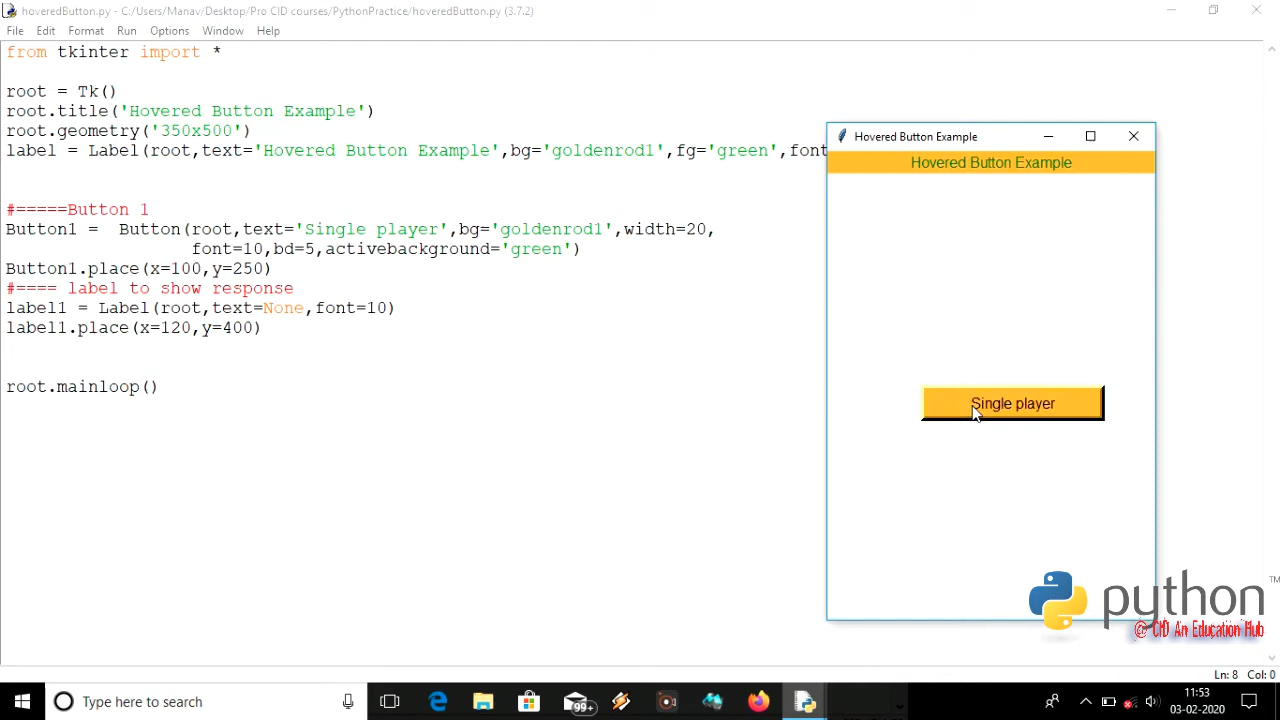 hoveredButton.py - C:/Users/Manav/Desktop/Pro CID courses/PythonPractice/hoveredButton.py (3.7.2)
File Edit Format Run Options Window Help
from tkinter import *
root = Tk()
root.title('Hovered Button Example')
root.geometry('350x500')
label = Label(root,text='Hovered Button Example',bg='goldenrod1',fg='green',font
#=====Button 1
Button1 =  Button(root,text='Single player',bg='goldenrod1',width=20,
font=10,bd=5,activebackground='green')
Button1.place(x=100,y=250)
#==== label to show response
label1 = Label(root,text=None,font=10)
label1.place(x=120,y=400)
root.mainloop()
Hovered Button Example
Hovered Button Example
Single player
python TM
@ CID An Education Hub
Ln: 8 Col: 0
Type here to search
99+
11:53
03-02-2020